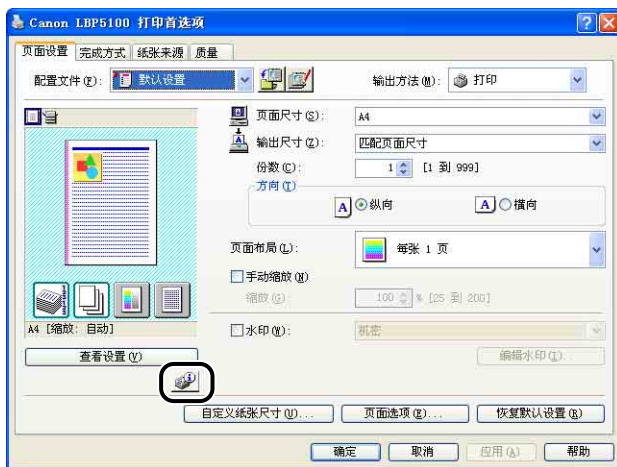 Canon LBP5100 打印首选项
页面设置 完成方式 纸张来源 质量
配置文件(F): 默认设置 输出方法(M): 打印
页面尺寸(S): A4
输出尺寸(Z): 匹配页面尺寸
份数(C): 1 [1 到 999]
方向(T)
A 纵向 A 横向
页面布局(L): 每张 1 页
手动缩放(N)
缩放(G): 100 % [25 到 200]
A4 [缩放: 自动]
水印(W): 机密
查看设置(V) 编辑水印(I)
自定义纸张尺寸(U)... 页面选项(E)... 恢复默认设置(R)
确定 取消 应用(A) 帮助